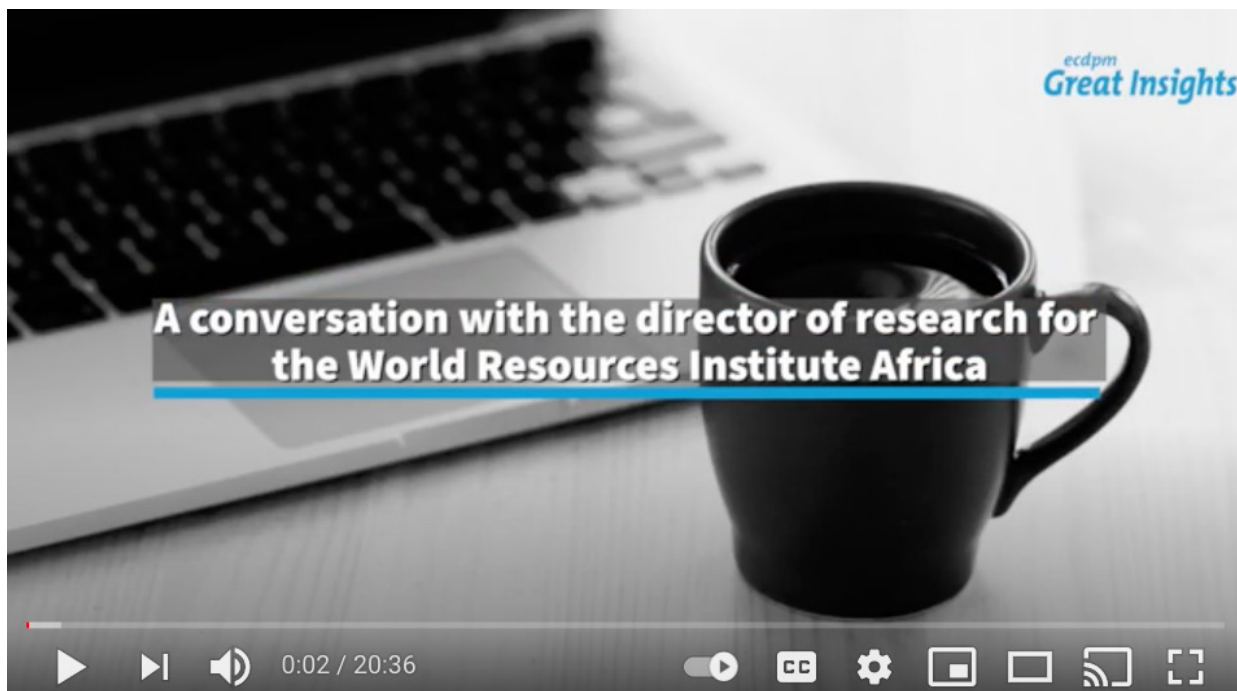 ecdpm
Great Insights
A conversation with the director of research for
the World Resources Institute Africa
0:02 / 20:36
CC